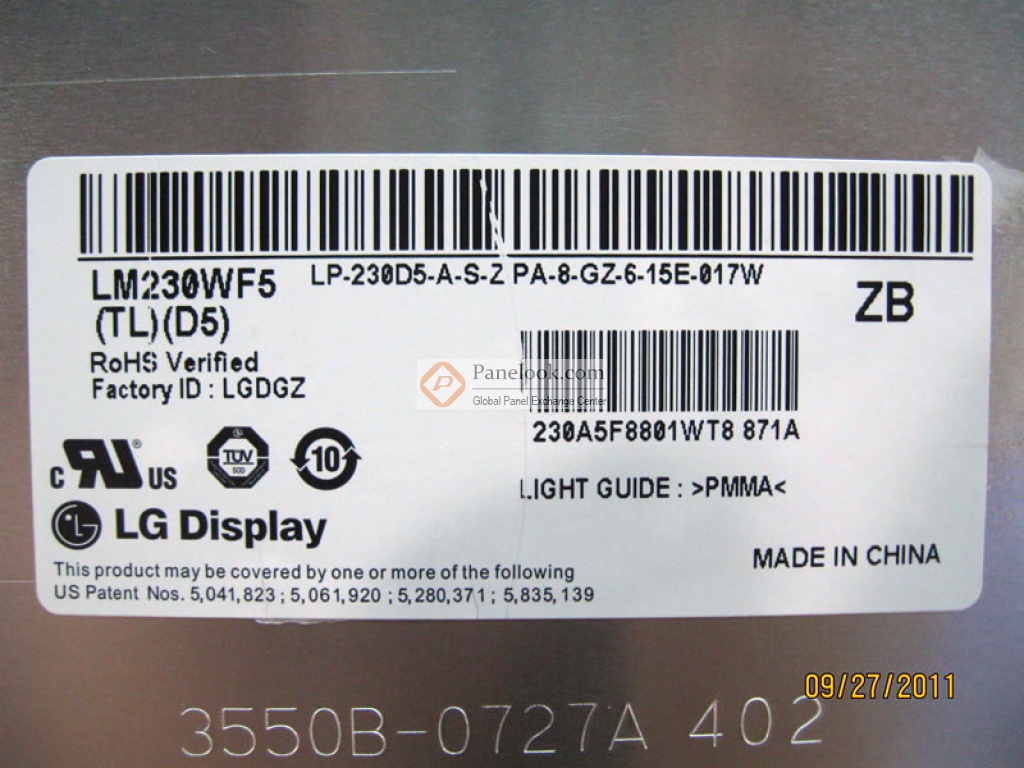 LM230WF5 LP-230D5-A-S-Z PA-8-GZ-6-15E-017W ZB
(TL)(D5)
RoHS Verified
Factory ID : LGDGZ
Panelook.com
Global Panel Exchange Center
230A5F8801WT8 871A
c RU ® US TÜV 10
LIGHT GUIDE : >PMMA<
LG Display
MADE IN CHINA
This product may be covered by one or more of the following
US Patent Nos. 5,041,823 ; 5,061,920 ; 5,280,371 ; 5,835,139
09/27/2011
3550B-0727A 402